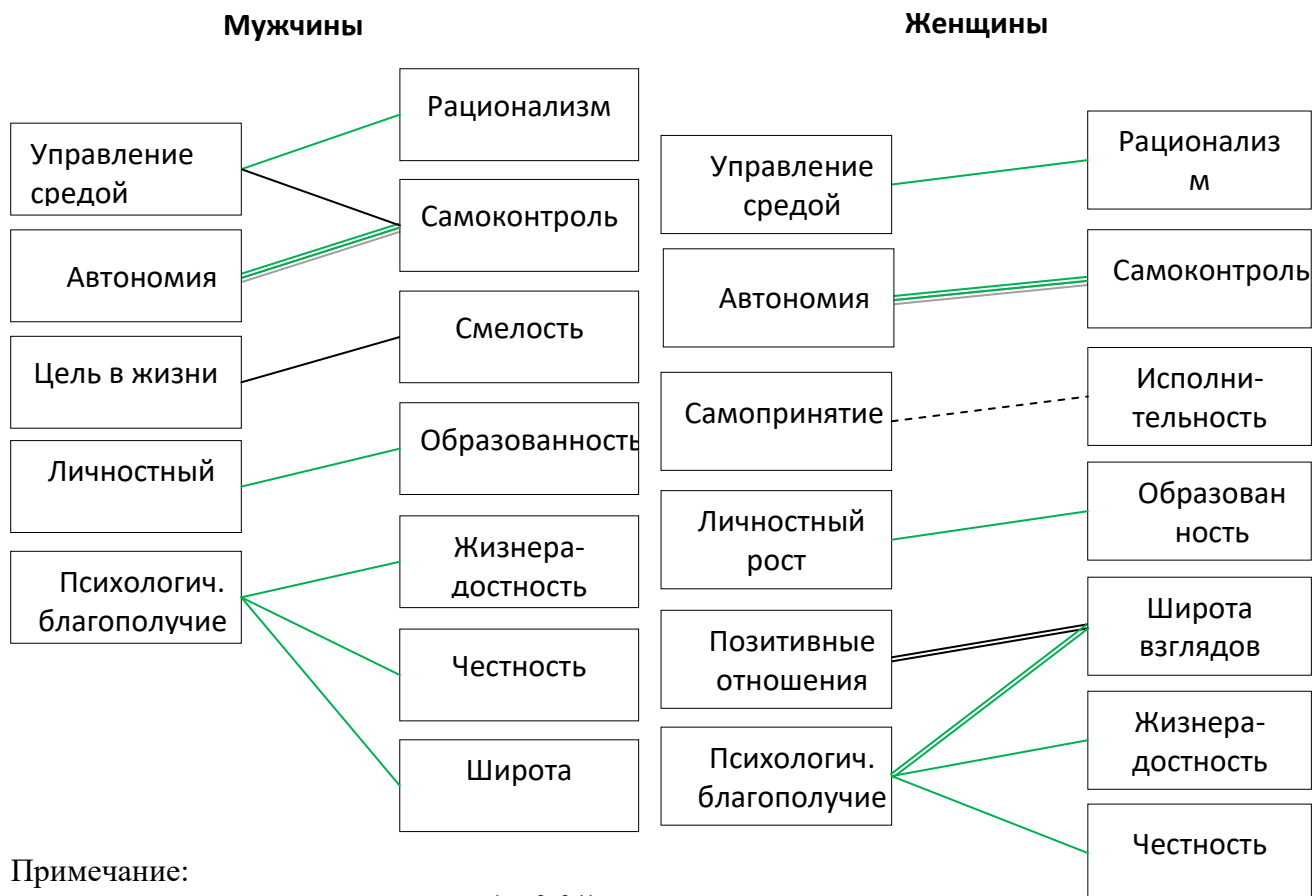 Мужчины
Женщины
Управление
средой
Автономия
Цель в жизни
Личностный
Психологич.
благополучие
Рационализм
Самоконтроль
Смелость
Образованность
Жизнера-
достность
Честность
Широта
Управление
средой
Автономия
Самопринятие
Личностный
рост
Позитивные
отношения
Психологич.
благополучие
Рационализ
м
Самоконтроль
Исполни-
тельность
Образован
ность
Широта
взглядов
Жизнера-
достность
Честность
Примечание: